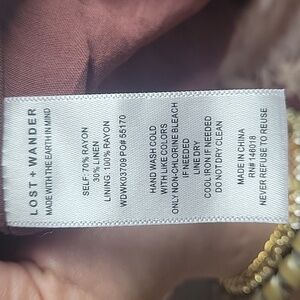 LOST + WANDER
MADE WITH THE EARTH IN MIND
SELF: 70% RAYON
30% LINEN
LINING: 100% RAYON
WDWK03709 PO# 55170
HAND WASH COLD
WITH LIKE COLORS
ONLY NON-CHLORINE BLEACH
IF NEEDED
LINE DRY
COOL IRON IF NEEDED
DO NOT DRY CLEAN
MADE IN CHINA
RN# 146018
NEVER REFUSE TO REUSE